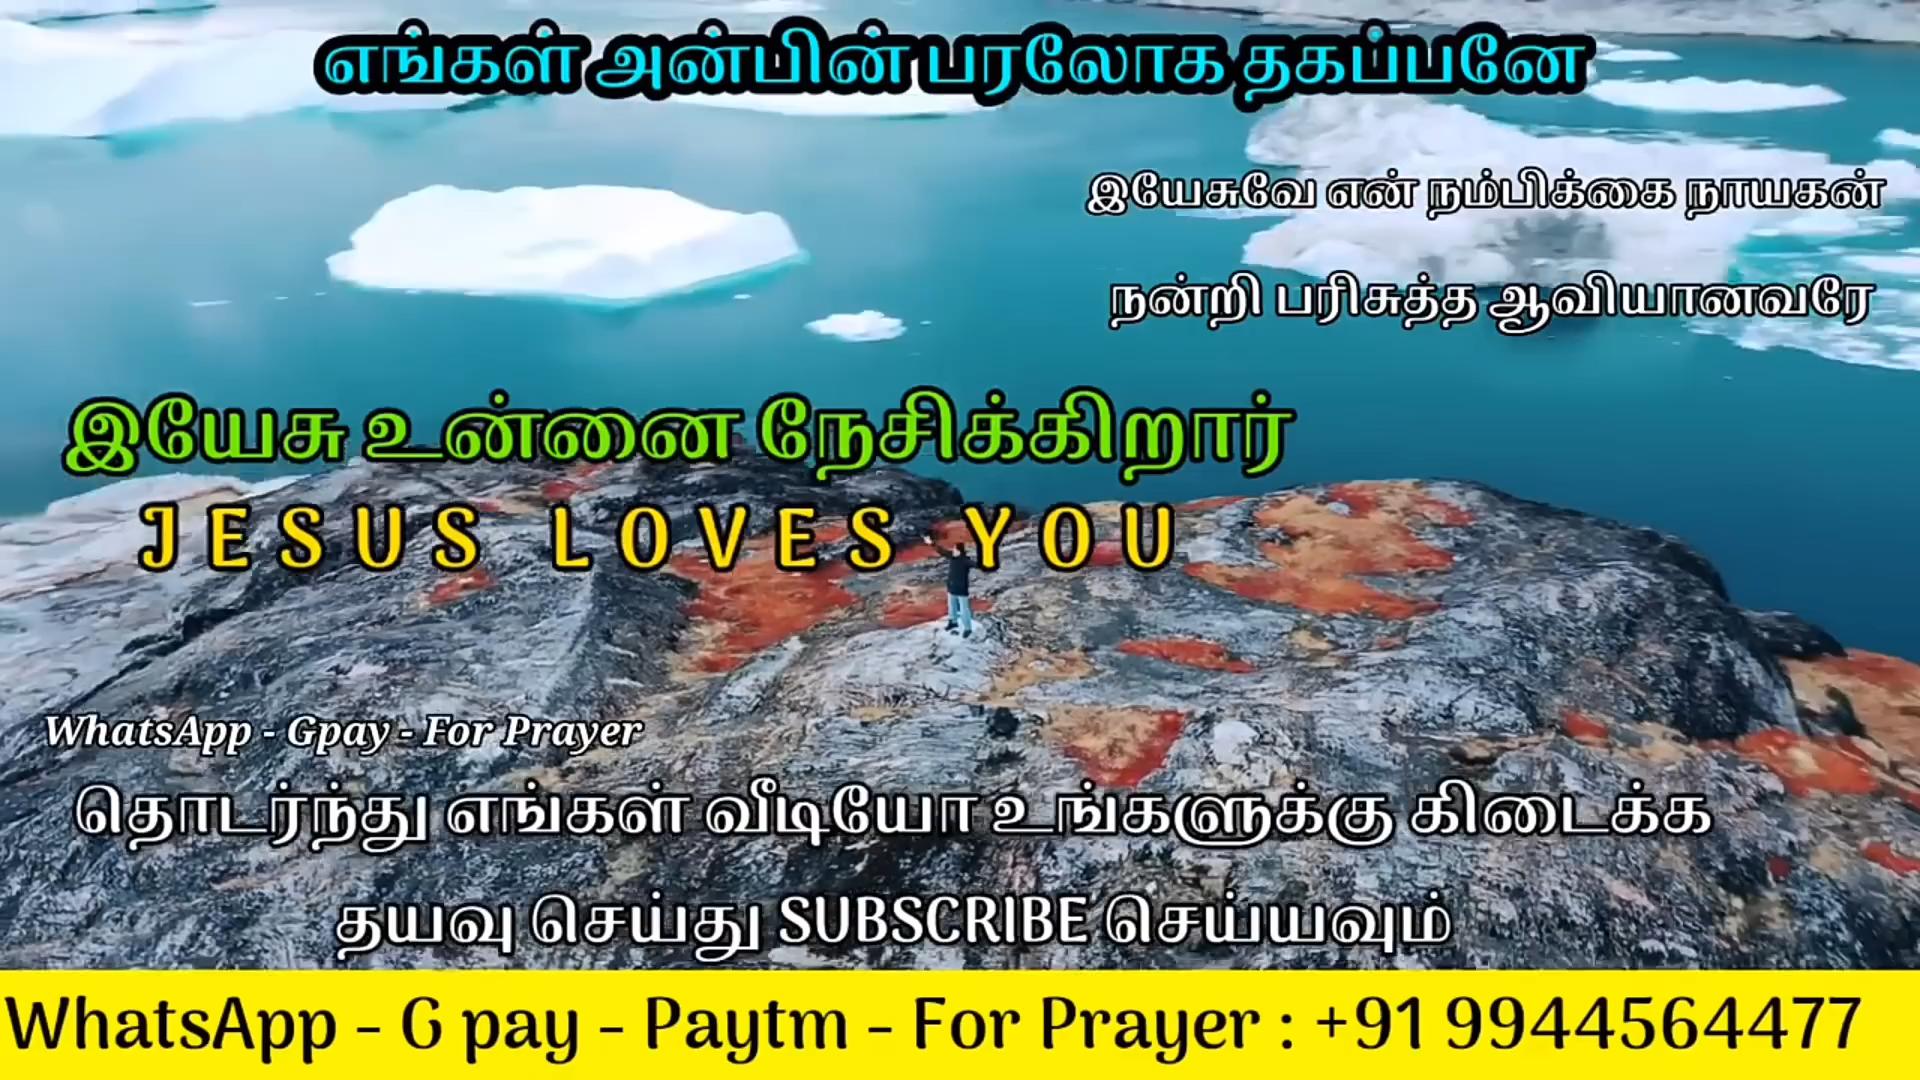 எங்கள் அன்பின் பரலோக தகப்பனே
இயேசுவே என் நம்பிக்கை நாயகன்
நன்றி பரிசுத்த ஆவியானவரே
இயேசு உன்னை நேசிக்கிறார்
JESUS LOVES YOU
WhatsApp - Gpay - For Prayer
தொடர்ந்து எங்கள் வீடியோ உங்களுக்கு கிடைக்க
தயவு செய்து SUBSCRIBE செய்யவும்
WhatsApp - G pay - Paytm - For Prayer : +91 9944564477